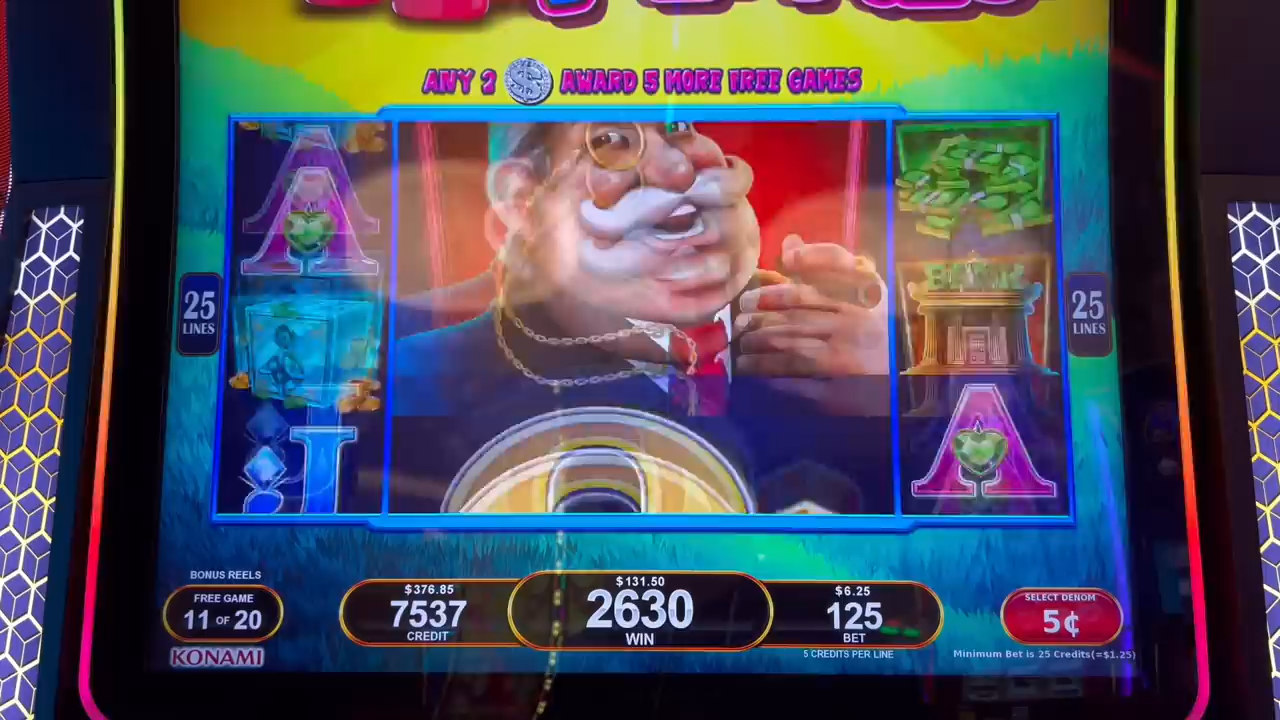 ANY 2 $ AWARD 5 MORE FREE GAMES
A
25
LINES
BANK
25
LINES
J
A
BONUS REELS
FREE GAME
11 OF 20
KONAMI
$376.85
7537
CREDIT
$131.50
2630
WIN
$6.25
125
BET
5 CREDITS PER LINE
SELECT DENOM
5¢
Minimum Bet is 25 Credits(=$1.25)